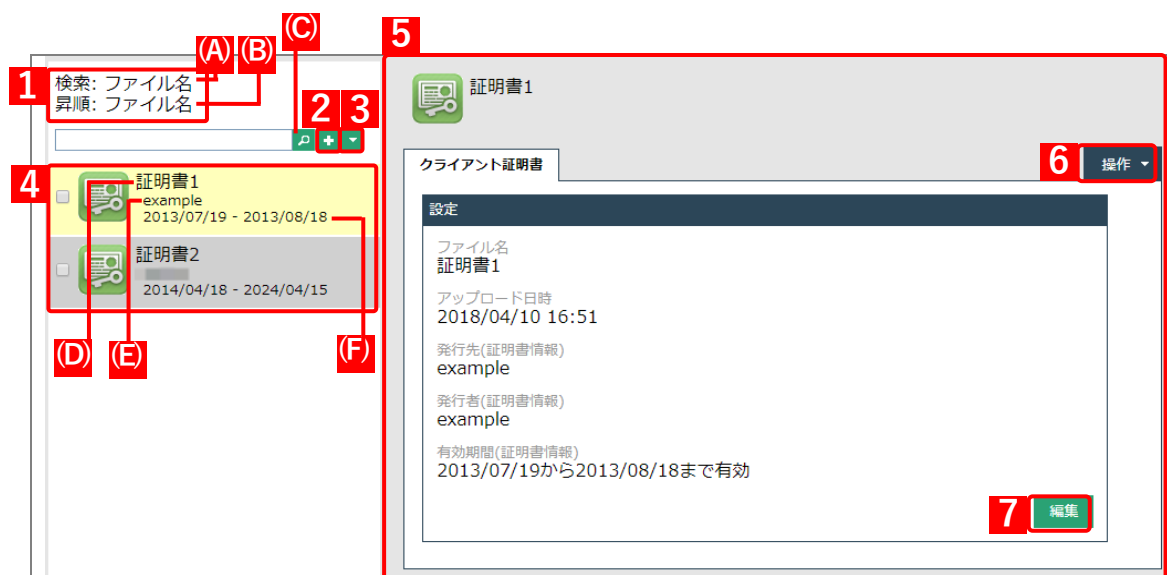 (C)
5
(A) (B)
1
検索: ファイル名
昇順: ファイル名
2 3
証明書1
クライアント証明書
6
操作
4
証明書1
example
2013/07/19 - 2013/08/18
証明書2
2014/04/18 - 2024/04/15
(D) (E) (F)
設定
ファイル名
証明書1
アップロード日時
2018/04/10 16:51
発行先(証明書情報)
example
発行者(証明書情報)
example
有効期間(証明書情報)
2013/07/19から2013/08/18まで有効
7
編集